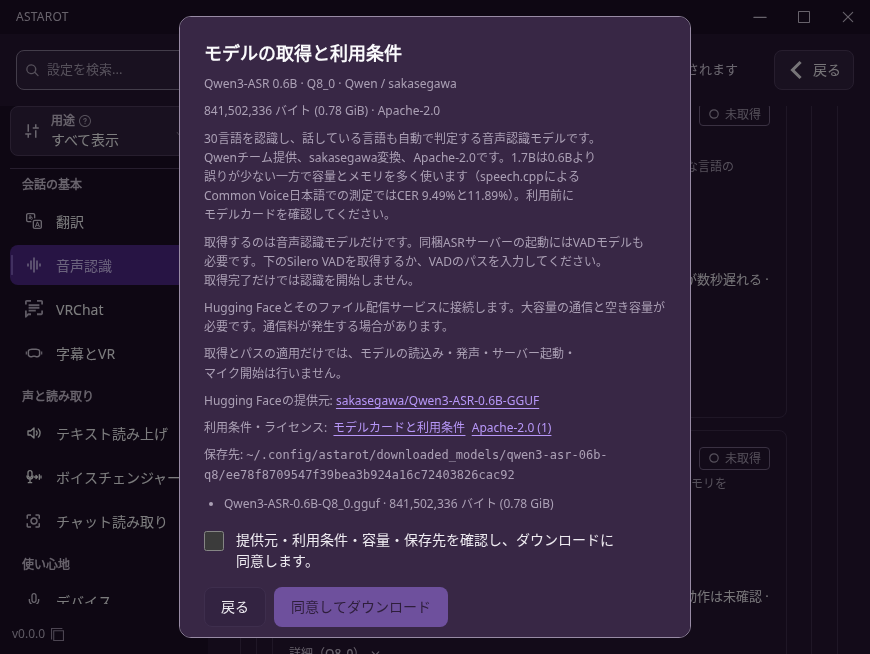 ASTAROT
設定を検索...
されます
戻る
用途
すべて表示
会話の基本
翻訳
音声認識
VRChat
字幕とVR
声と読み取り
テキスト読み上げ
ボイスチェンジャー
チャット読み取り
使い心地
デバイス
v0.0.0
モデルの取得と利用条件
Qwen3-ASR 0.6B · Q8_0 · Qwen / sakasegawa
841,502,336 バイト (0.78 GiB) · Apache-2.0
30言語を認識し、話している言語も自動で判定する音声認識モデルです。
Qwenチーム提供、sakasegawa変換、Apache-2.0です。1.7Bは0.6Bより
誤りが少ない一方で容量とメモリを多く使います（speech.cppによる
Common Voice日本語での測定ではCER 9.49%と11.89%）。利用前に
モデルカードを確認してください。
取得するのは音声認識モデルだけです。同梱ASRサーバーの起動にはVADモデルも
必要です。下のSilero VADを取得するか、VADのパスを入力してください。
取得完了だけでは認識を開始しません。
Hugging Faceとそのファイル配信サービスに接続します。大容量の通信と空き容量が
必要です。通信料が発生する場合があります。
取得とパスの適用だけでは、モデルの読込み・発声・サーバー起動・
マイク開始は行いません。
Hugging Faceの提供元: sakasegawa/Qwen3-ASR-0.6B-GGUF
利用条件・ライセンス: モデルカードと利用条件 Apache-2.0 (1)
保存先: ~/.config/astarot/downloaded_models/qwen3-asr-06b-
q8/ee78f8709547f39bea3b924a16c72403826cac92
• Qwen3-ASR-0.6B-Q8_0.gguf · 841,502,336 バイト (0.78 GiB)
提供元・利用条件・容量・保存先を確認し、ダウンロードに
同意します。
戻る
同意してダウンロード
未取得
な言語の
が数秒遅れる ·
未取得
モリを
動作は未確認 ·
詳細（Q8_0）